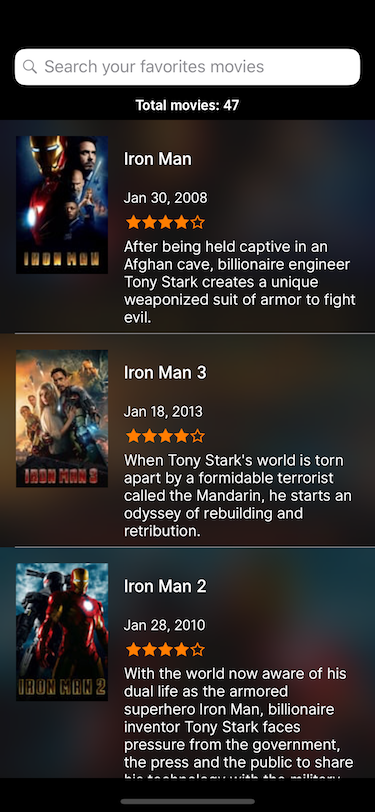 Search your favorites movies
Total movies: 47
IRON MAN
Iron Man
Jan 30, 2008
After being held captive in an
Afghan cave, billionaire engineer
Tony Stark creates a unique
weaponized suit of armor to fight
evil.
IRON MAN 3
Iron Man 3
Jan 18, 2013
When Tony Stark's world is torn
apart by a formidable terrorist
called the Mandarin, he starts an
odyssey of rebuilding and
retribution.
IRON MAN 2
Iron Man 2
Jan 28, 2010
With the world now aware of his
dual life as the armored
superhero Iron Man, billionaire
inventor Tony Stark faces
pressure from the government,
the press and the public to share
his technology with the military.